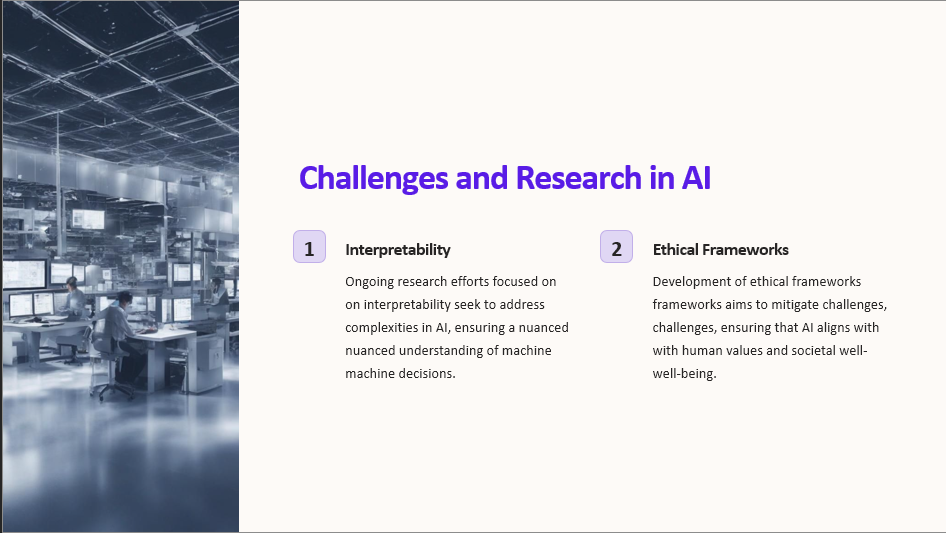 Challenges and Research in AI
1
Interpretability
Ongoing research efforts focused on
on interpretability seek to address
complexities in AI, ensuring a nuanced
nuanced understanding of machine
machine decisions.
2
Ethical Frameworks
Development of ethical frameworks
frameworks aims to mitigate challenges,
challenges, ensuring that AI aligns with
with human values and societal well-
well-being.